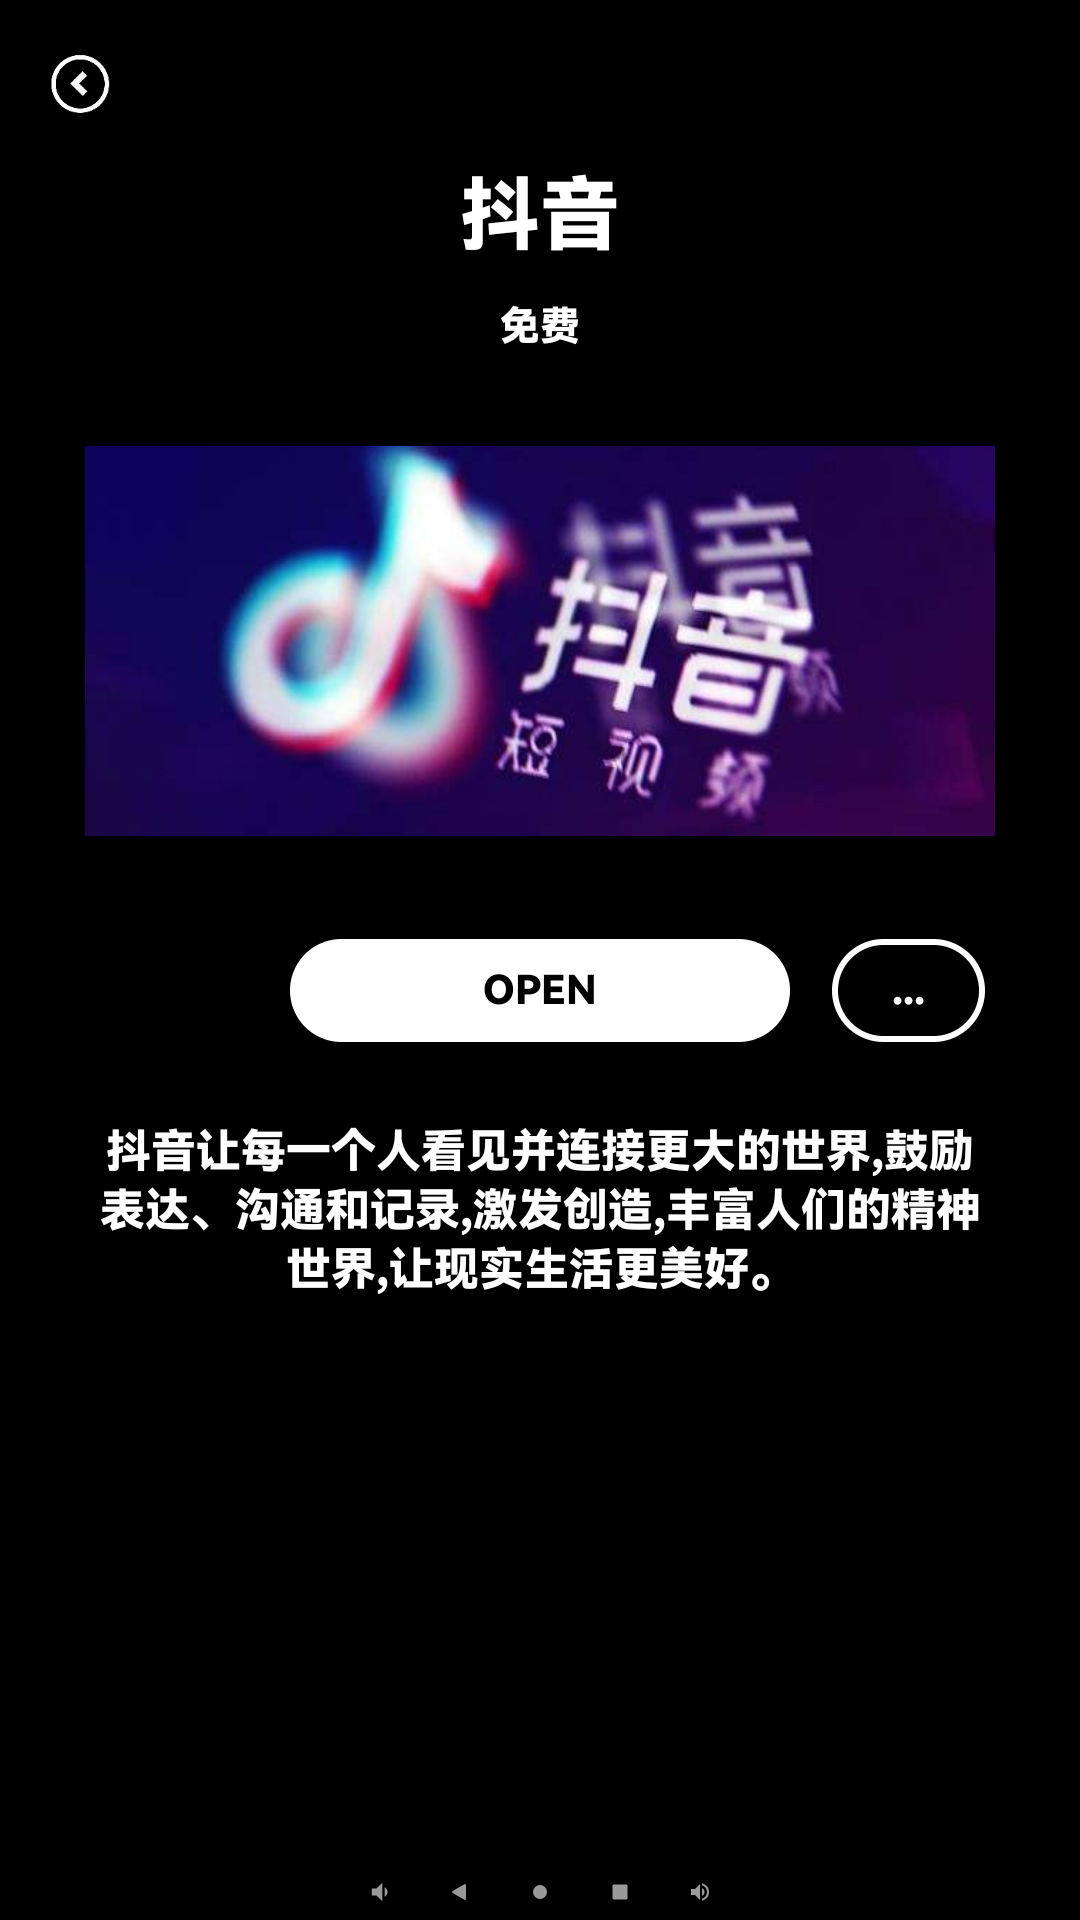 抖音
免费
抖音
抖音
频
短视频
OPEN
...
抖音让每一个人看见并连接更大的世界,鼓励
表达、沟通和记录,激发创造,丰富人们的精神
世界,让现实生活更美好。